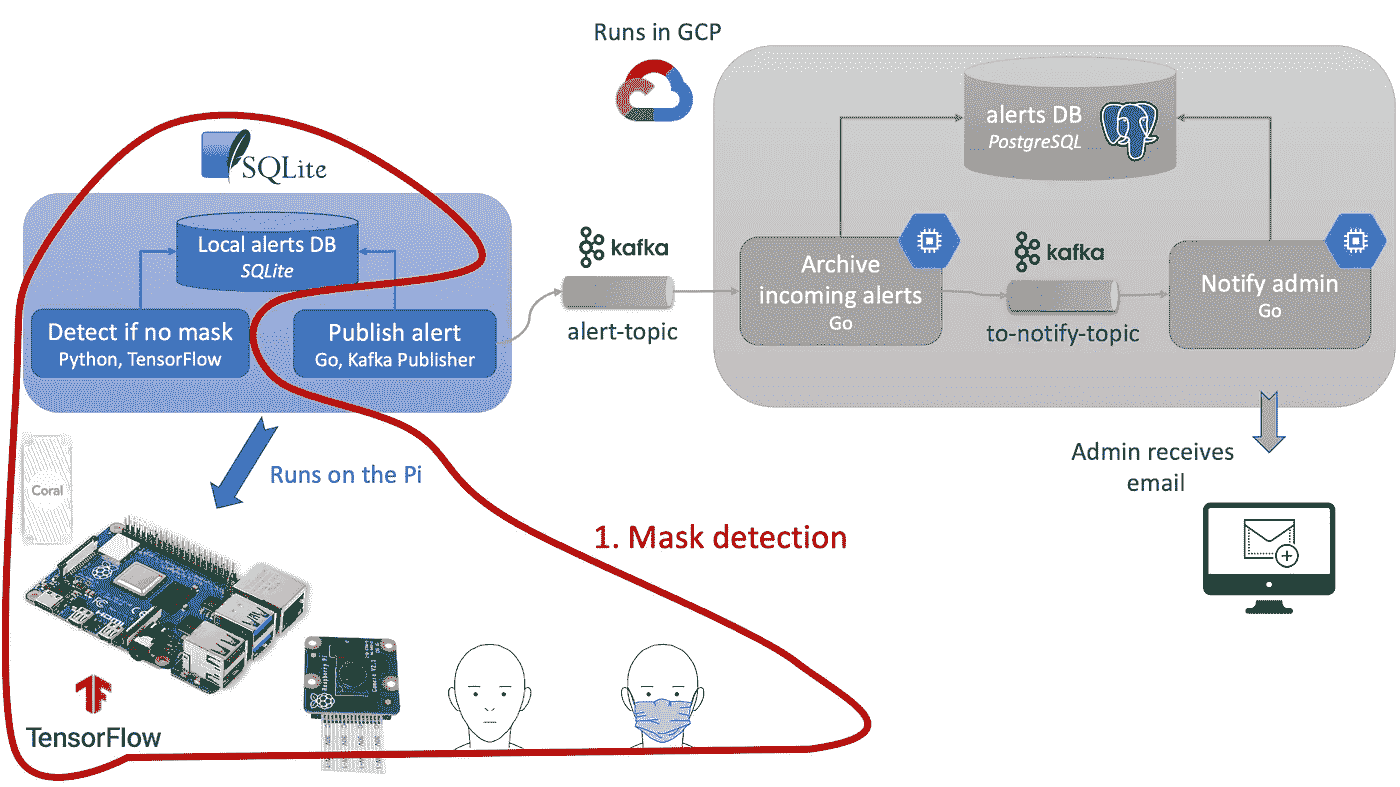 Runs in GCP
alerts DB
PostgreSQL
SQLite
Local alerts DB
SQLite
Detect if no mask
Python, TensorFlow
Publish alert
Go, Kafka Publisher
kafka
alert-topic
Archive
incoming alerts
Go
kafka
to-notify-topic
Notify admin
Go
Runs on the Pi
Coral
Admin receives
email
1. Mask detection
TensorFlow
Raspberry Pi